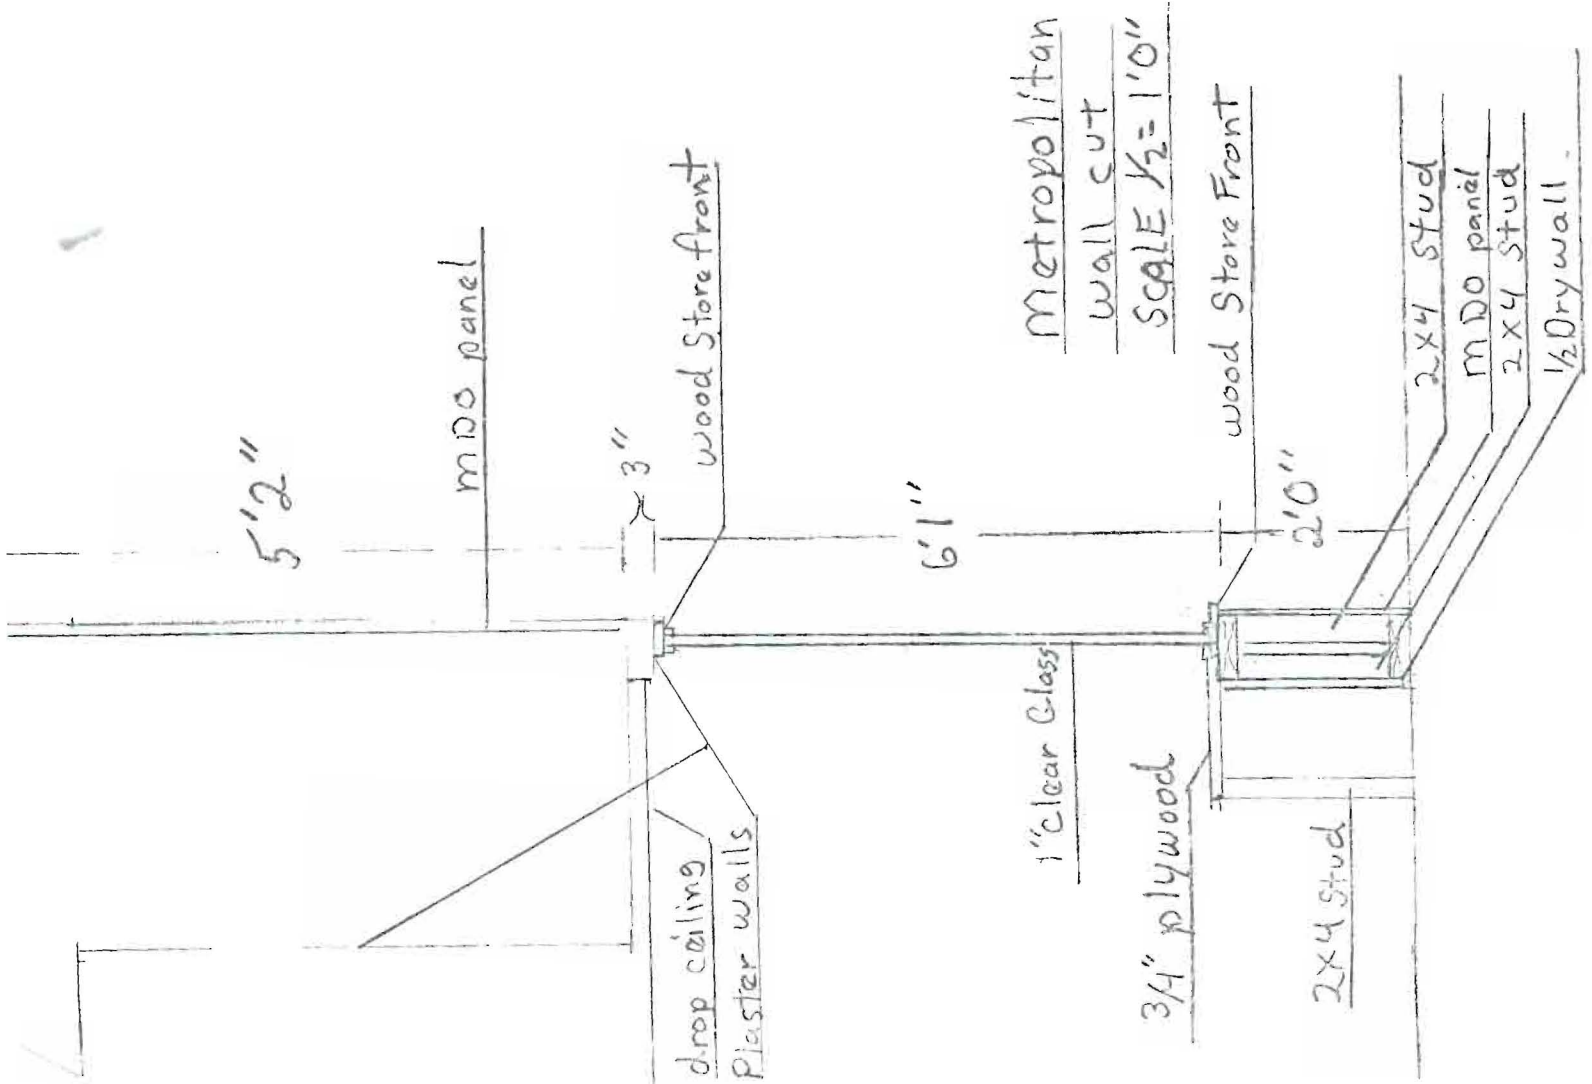 5'2"
MDO panel
3"
wood Storefront
6'1"
metropolitan
wall cut
SCALE 1/2 = 1'0"
wood Store Front
2'0"
2x4 Stud
MDO panel
2x4 Stud
1/2 Drywall
drop ceiling
Plaster walls
1" clear Glass
3/4" plywood
2x4 Stud